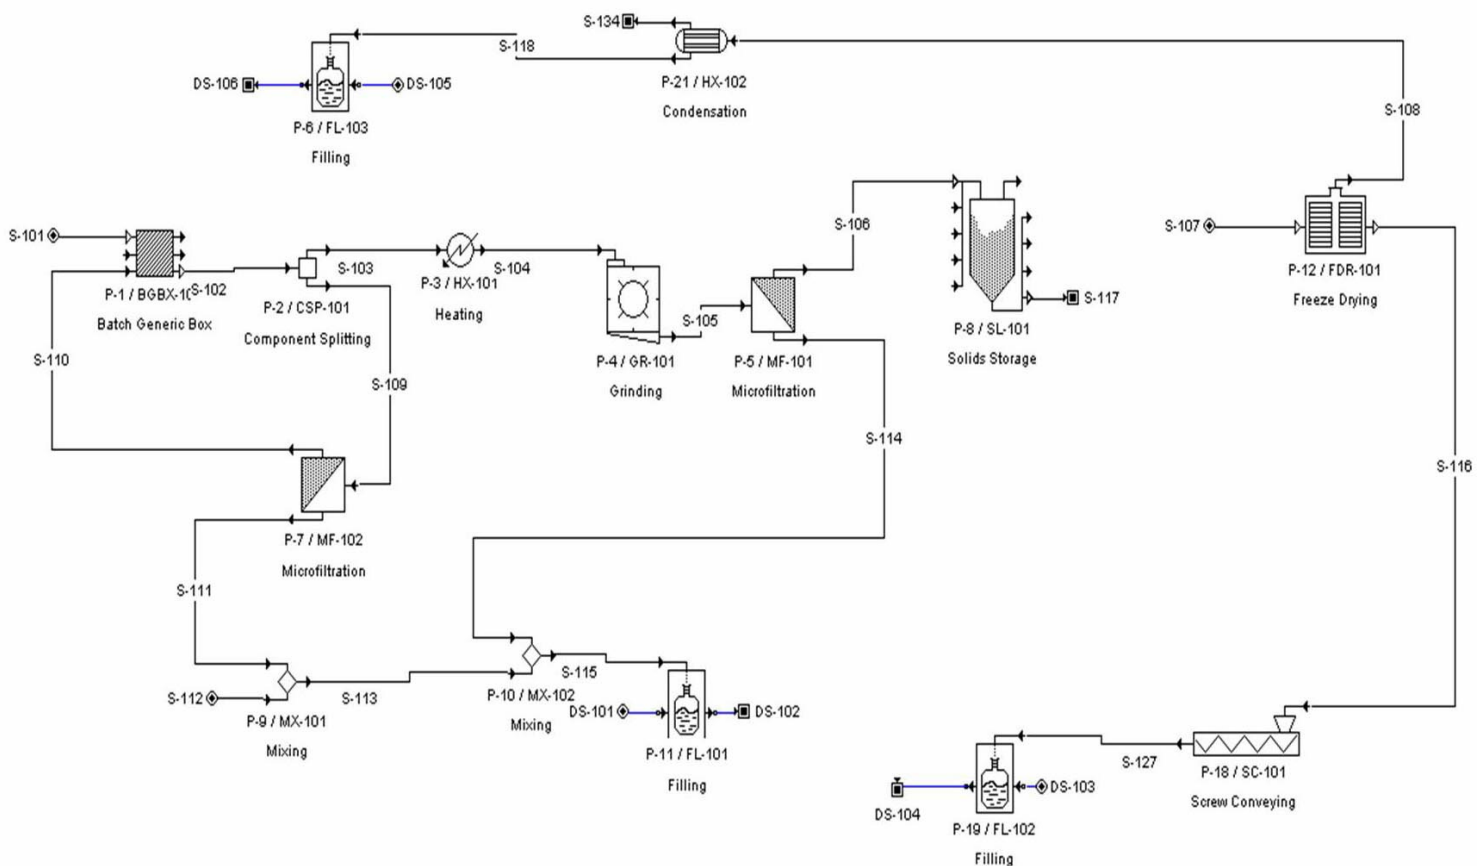 S-134
S-118
P-21 / HX-102
Condensation
DS-106
DS-105
P-6 / FL-103
Filling
S-108
S-101
S-102
P-1 / BGBX-10
Batch Generic Box
S-103
P-2 / CSP-101
Component Splitting
S-104
P-3 / HX-101
Heating
S-105
P-4 / GR-101
Grinding
S-106
P-5 / MF-101
Microfiltration
S-117
P-8 / SL-101
Solids Storage
S-107
P-12 / FDR-101
Freeze Drying
S-110
S-109
S-114
S-116
P-7 / MF-102
Microfiltration
S-111
S-112
S-113
P-9 / MX-101
Mixing
S-115
P-10 / MX-102
Mixing
DS-101
DS-102
P-11 / FL-101
Filling
S-127
P-18 / SC-101
Screw Conveying
DS-104
DS-103
P-19 / FL-102
Filling